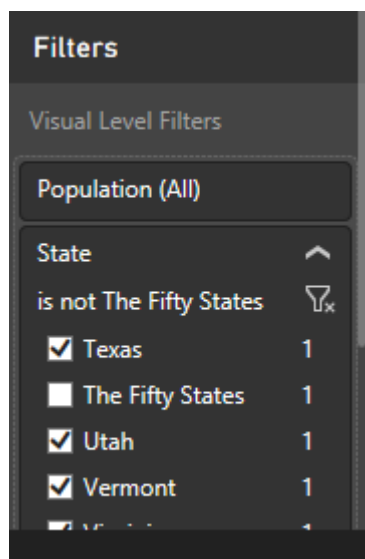 Filters
Visual Level Filters
Population (All)
State
is not The Fifty States
Texas 1
The Fifty States 1
Utah 1
Vermont 1